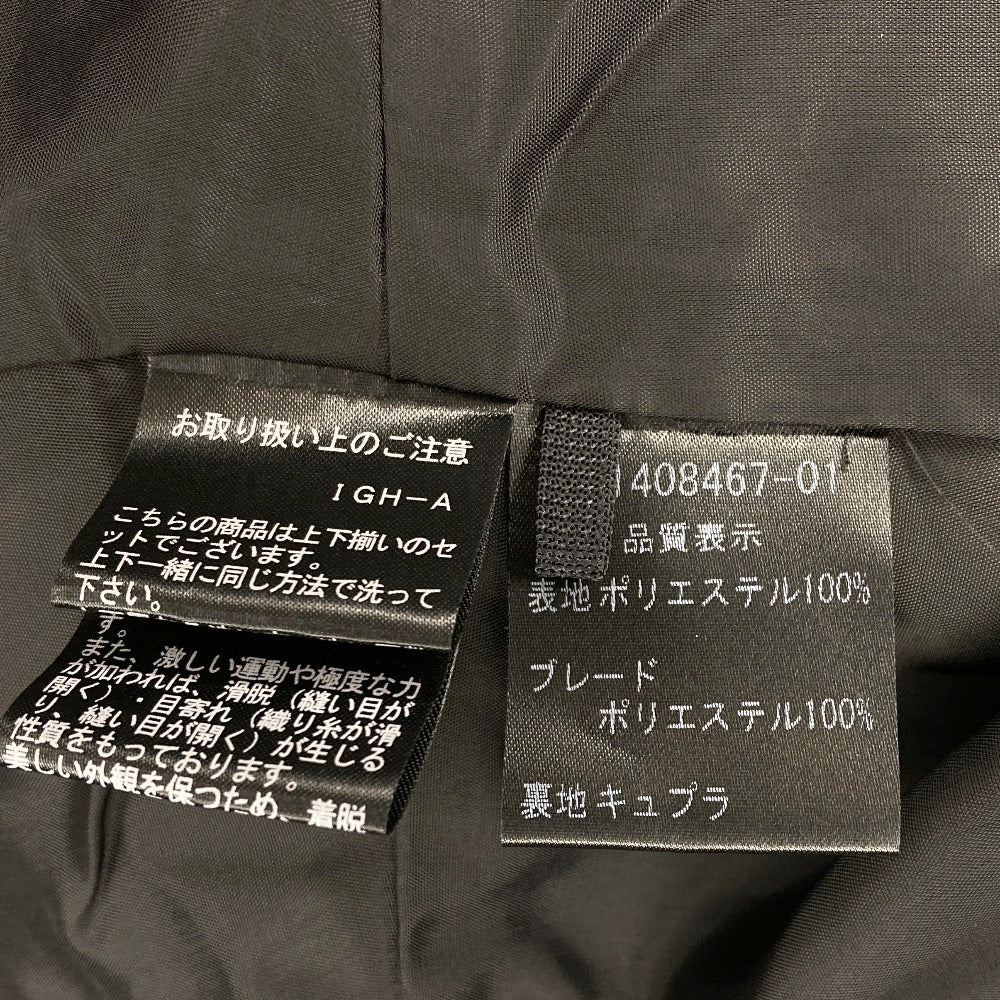 お取り扱い上のご注意
IGH-A
こちらの商品は上下揃いのセ
ットでございます。
上下一緒に同じ方法で洗って
下さい。
す。
また、激しい運動や極度な力
が加われば、滑脱（縫い目が
開く）・目寄れ（織り糸が滑
り、縫い目が開く）が生じる
性質をもっております。
美しい外観を保つため、着脱
1408467-01
品質表示
表地ポリエステル100%
ブレード
ポリエステル100%
裏地キュプラ